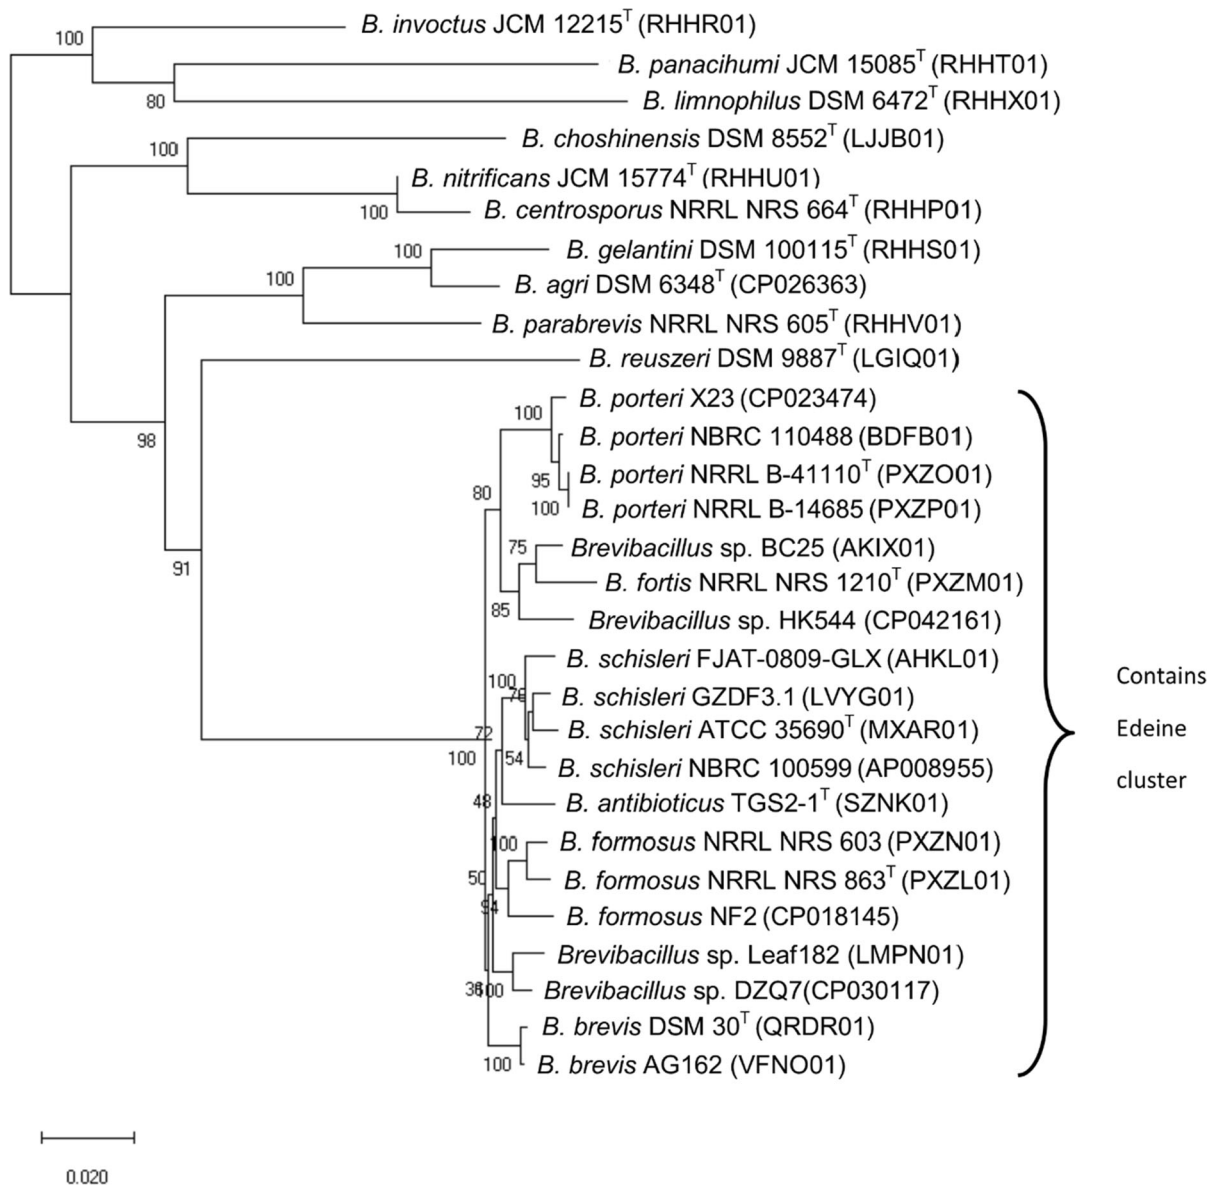 100
B. invoctus JCM 12215T (RHHR01)
B. panacihumi JCM 15085T (RHHT01)
80
B. limnophilus DSM 6472T (RHHX01)
B. choshinensis DSM 8552T (LJJB01)
100
B. nitrificans JCM 15774T (RHHU01)
100
B. centrosporus NRRL NRS 664T (RHHP01)
100
B. gelantini DSM 100115T (RHHS01)
100
B. agri DSM 6348T (CP026363)
B. parabrevis NRRL NRS 605T (RHHV01)
B. reuszeri DSM 9887T (LGIQ01)
B. porteri X23 (CP023474)
100
98
B. porteri NBRC 110488 (BDFB01)
B. porteri NRRL B-41110T (PXZO01)
95
80
100
B. porteri NRRL B-14685 (PXZP01)
75
Brevibacillus sp. BC25 (AKIX01)
91
B. fortis NRRL NRS 1210T (PXZM01)
85
Brevibacillus sp. HK544 (CP042161)
B. schisleri FJAT-0809-GLX (AHKL01)
Contains
100
76
B. schisleri GZDF3.1 (LVYG01)
72
B. schisleri ATCC 35690T (MXAR01)
Edeine
100
54
B. schisleri NBRC 100599 (AP008955)
cluster
48
B. antibioticus TGS2-1T (SZNK01)
100
B. formosus NRRL NRS 603 (PXZN01)
50
B. formosus NRRL NRS 863T (PXZL01)
94
B. formosus NF2 (CP018145)
Brevibacillus sp. Leaf182 (LMPN01)
100
Brevibacillus sp. DZQ7(CP030117)
B. brevis DSM 30T (QRDR01)
100
B. brevis AG162 (VFNO01)
0.020